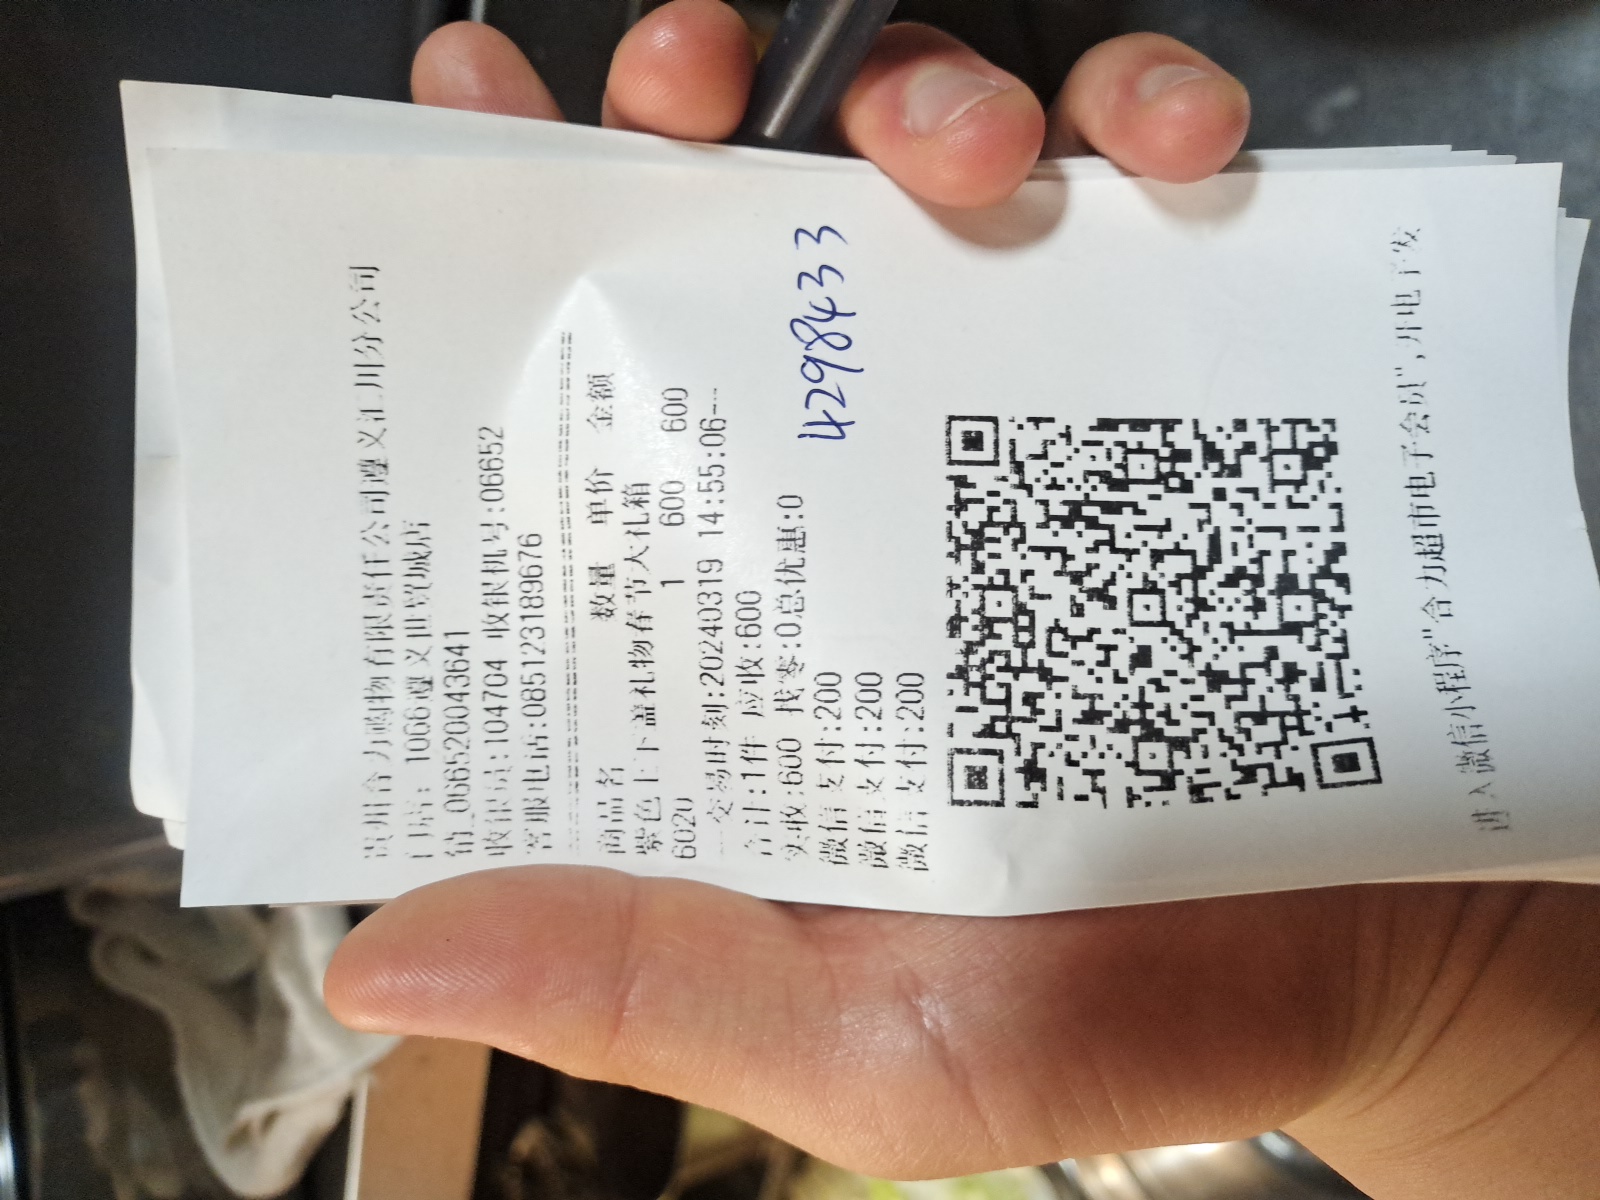 贵州合力购物有限责任公司遵义汇川分公司
门店: 1066遵义世贸城店
销_066520043641
收银员:104704 收银机号:06652
客服电话:085123189676
商品名 数量 单价 金额
紫色上下盖礼物春节大礼箱
6020 1 600 600
交易时刻:20240319 14:55:06
合计:1件 应收:600
实收:600 找零:0总优惠:0
微信支付:200
微信支付:200
微信支付:200
4298433
进入微信小程序"合力超市电子会员",开电子发